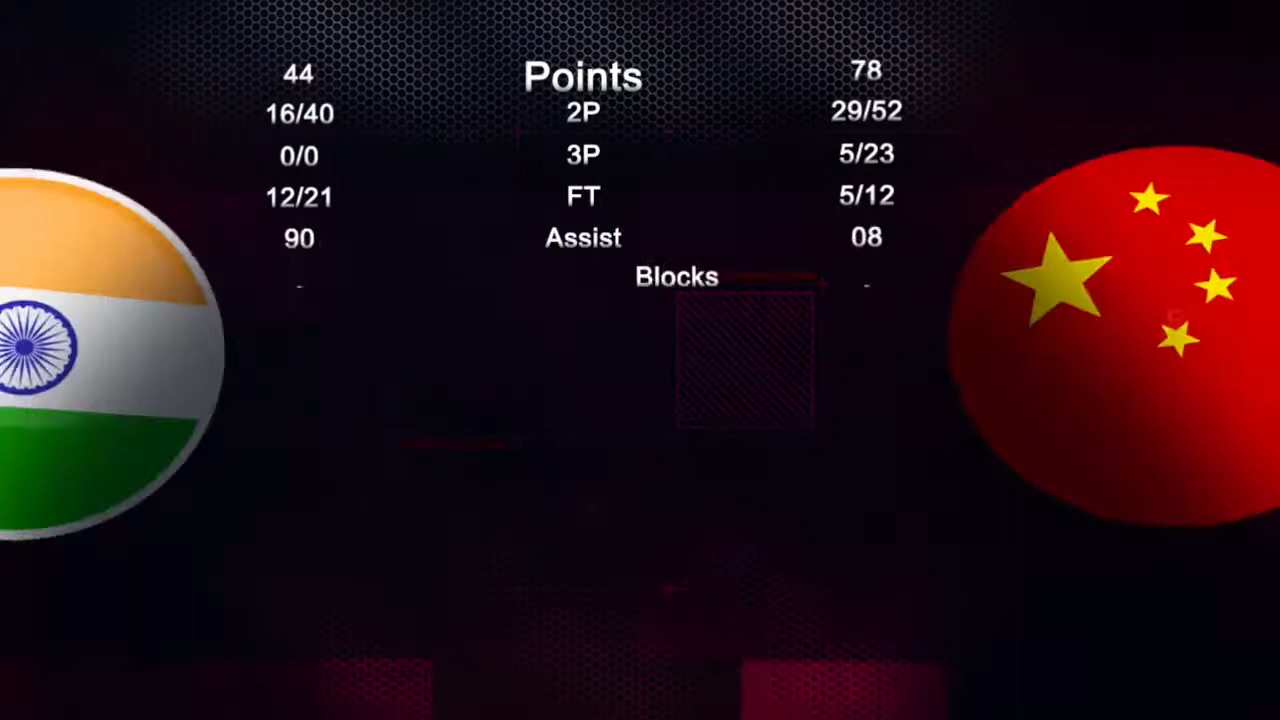 44 Points 78
16/40 2P 29/52
0/0 3P 5/23
12/21 FT 5/12
90 Assist 08
- Blocks -